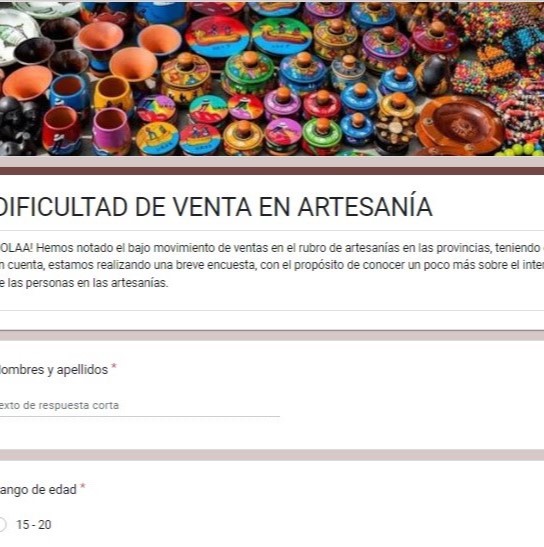 DIFICULTAD DE VENTA EN ARTESANÍA
OLAA! Hemos notado el bajo movimiento de ventas en el rubro de artesanías en las provincias, teniendo
n cuenta, estamos realizando una breve encuesta, con el propósito de conocer un poco más sobre el inter
e las personas en las artesanías.
ombres y apellidos *
exto de respuesta corta
ango de edad *
15 - 20